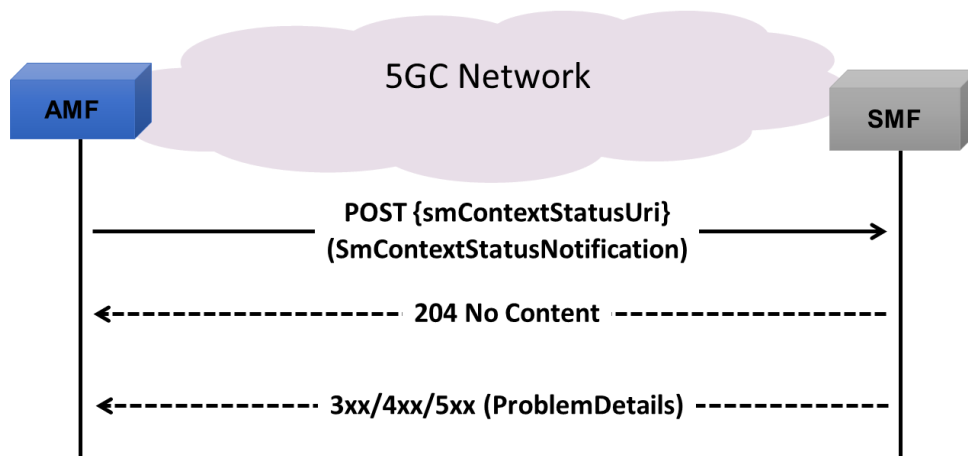 5GC Network
AMF
SMF
POST {smContextStatusUri}
(SmContextStatusNotification)
204 No Content
3xx/4xx/5xx (ProblemDetails)